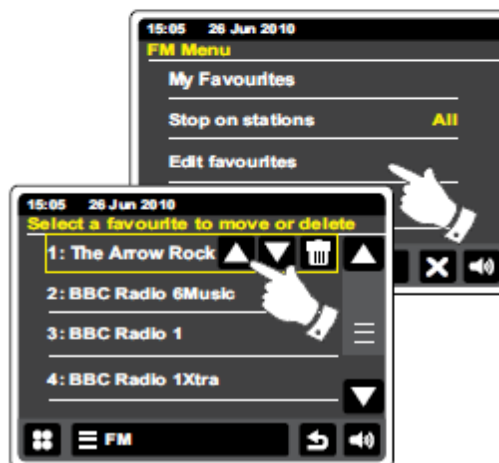 15:05 26 Jun 2010
FM Menu
My Favourites
Stop on stations All
Edit favourites
15:05 26 Jun 2010
Select a favourite to move or delete
1: The Arrow Rock
2: BBC Radio 6Music
3: BBC Radio 1
4: BBC Radio 1Xtra
FM